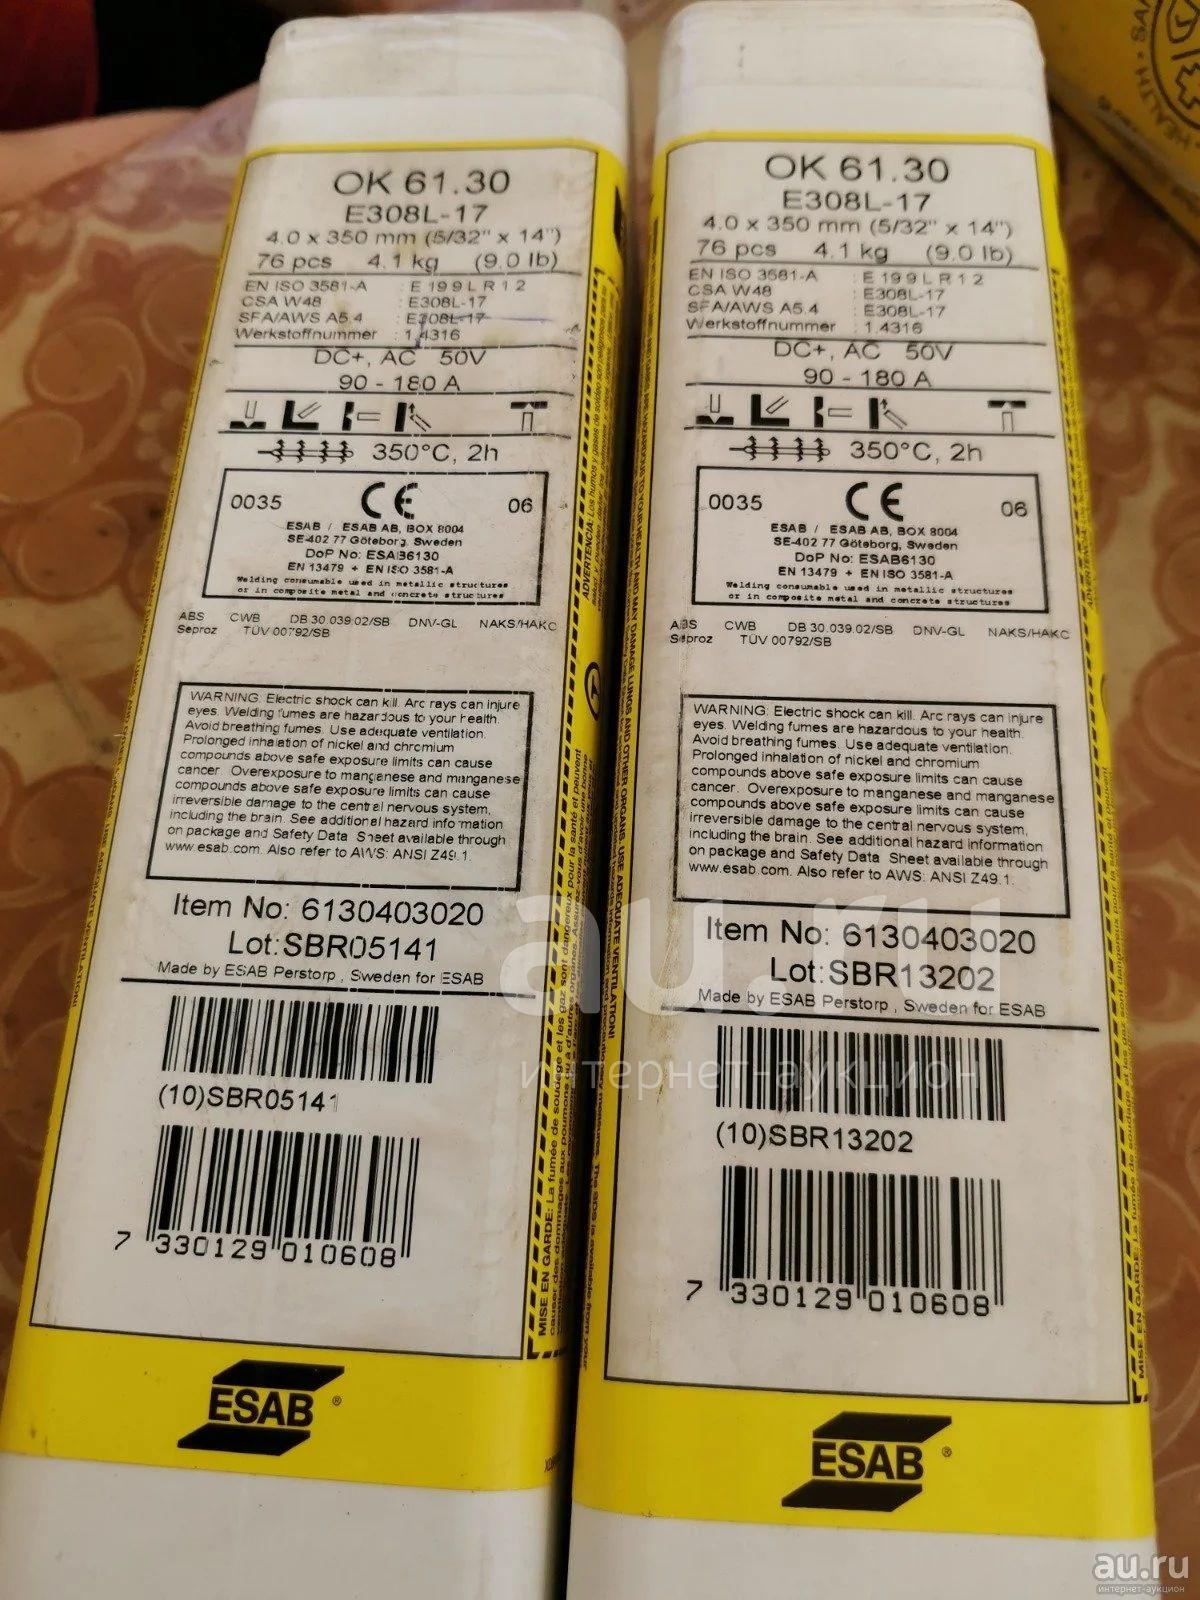 OK 61.30
E308L-17
4.0 x 350 mm (5/32" x 14")
76 pcs 4.1 kg (9.0 lb)
EN ISO 3581-A : E 19 9 L R 1 2
CSA W48 : E308L-17
SFA/AWS A5.4 : E308L-17
Werkstoffnummer : 1.4316
DC+, AC 50V
90 - 180 A
350°C, 2h
0035 CE 06
ESAB / ESAB AB, BOX 8004
SE-402 77 Göteborg, Sweden
DoP No: ESAB6130
EN 13479 + EN ISO 3581-A
Welding consumable used in metallic structures
or in composite metal and concrete structures
ABS CWB DB 30.039.02/SB DNV-GL NAKS/HAKC
Seproz TÜV 00792/SB
WARNING: Electric shock can kill. Arc rays can injure
eyes. Welding fumes are hazardous to your health.
Avoid breathing fumes. Use adequate ventilation.
Prolonged inhalation of nickel and chromium
compounds above safe exposure limits can cause
cancer. Overexposure to manganese and manganese
compounds above safe exposure limits can cause
irreversible damage to the central nervous system,
including the brain. See additional hazard information
on package and Safety Data Sheet available through
www.esab.com. Also refer to AWS: ANSI Z49.1.
Item No: 6130403020
Lot:SBR05141
Made by ESAB Perstorp , Sweden for ESAB
(10)SBR05141
7 330129 010608
ESAB ®
OK 61.30
E308L-17
4.0 x 350 mm (5/32" x 14")
76 pcs 4.1 kg (9.0 lb)
EN ISO 3581-A : E 19 9 L R 1 2
CSA W48 : E308L-17
SFA/AWS A5.4 : E308L-17
Werkstoffnummer : 1.4316
DC+, AC 50V
90 - 180 A
350°C, 2h
0035 CE 06
ESAB / ESAB AB, BOX 8004
SE-402 77 Göteborg, Sweden
DoP No: ESAB6130
EN 13479 + EN ISO 3581-A
Welding consumable used in metallic structures
or in composite metal and concrete structures
ABS CWB DB 30.039.02/SB DNV-GL NAKS/HAKC
Seproz TÜV 00792/SB
WARNING: Electric shock can kill. Arc rays can injure
eyes. Welding fumes are hazardous to your health.
Avoid breathing fumes. Use adequate ventilation.
Prolonged inhalation of nickel and chromium
compounds above safe exposure limits can cause
cancer. Overexposure to manganese and manganese
compounds above safe exposure limits can cause
irreversible damage to the central nervous system,
including the brain. See additional hazard information
on package and Safety Data Sheet available through
www.esab.com. Also refer to AWS: ANSI Z49.1.
Item No: 6130403020
Lot:SBR13202
Made by ESAB Perstorp , Sweden for ESAB
(10)SBR13202
7 330129 010608
ESAB ®
HEALTH
au.ru
интернет-аукцион
au.ru
интернет-аукцион